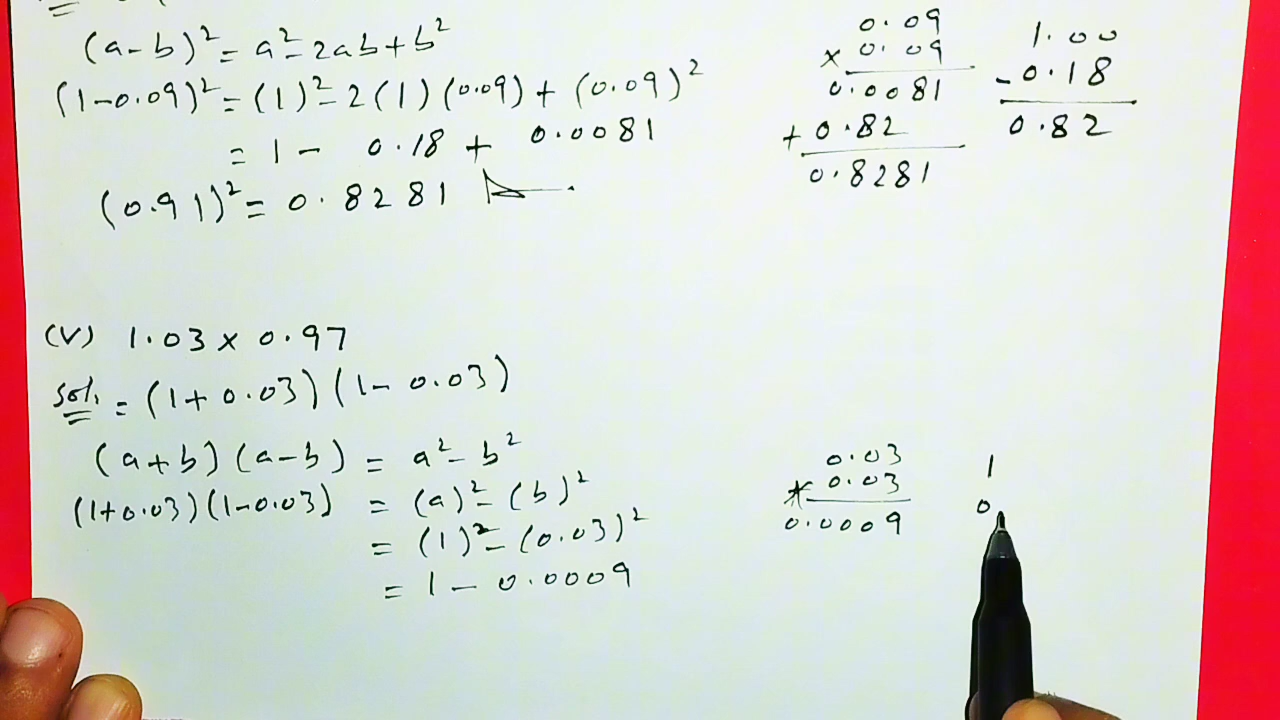 (a-b)² = a² - 2ab + b²
(1-0.09)² = (1)² - 2(1)(0.09) + (0.09)²
= 1 - 0.18 + 0.0081
(0.91)² = 0.8281
0.09
× 0.09
0.0081
+ 0.82
0.8281
1.00
- 0.18
0.82
(V) 1.03 × 0.97
Sol. = (1+0.03)(1-0.03)
(a+b)(a-b) = a² - b²
(1+0.03)(1-0.03) = (a)² - (b)²
= (1)² - (0.03)²
= 1 - 0.0009
0.03
× 0.03
0.0009
1
0.